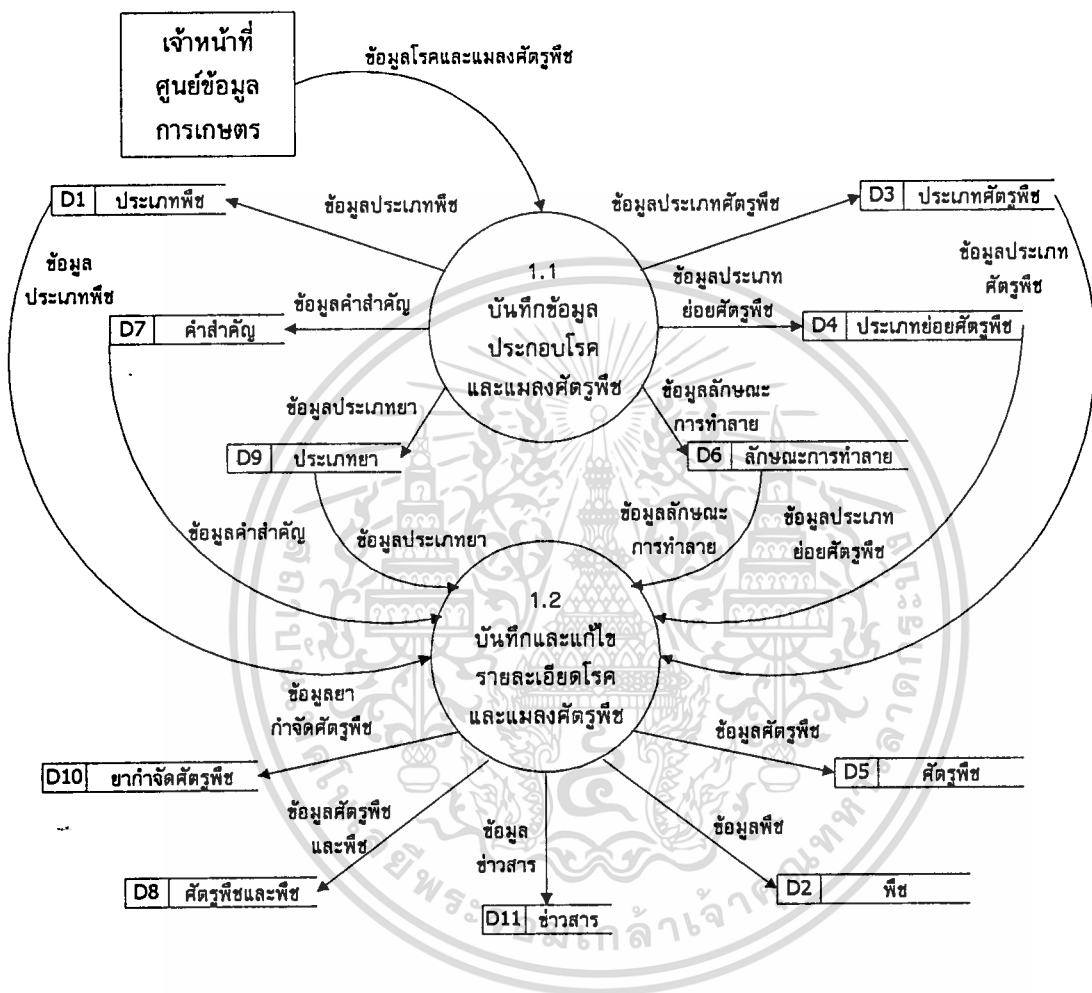 เจ้าหน้าที่
ศูนย์ข้อมูล
การเกษตร
ข้อมูลโรคและแมลงศัตรูพืช
D1 ประเภทพืช
ข้อมูลประเภทพืช
ข้อมูลประเภทศัตรูพืช
D3 ประเภทศัตรูพืช
ข้อมูล
ประเภทพืช
1.1
บันทึกข้อมูล
ประกอบโรค
และแมลงศัตรูพืช
ข้อมูลประเภท
ย่อยศัตรูพืช
ข้อมูลประเภท
ศัตรูพืช
D7 คำสำคัญ
ข้อมูลคำสำคัญ
D4 ประเภทย่อยศัตรูพืช
ข้อมูลประเภทยา
ข้อมูลลักษณะ
การทำลาย
D9 ประเภทยา
D6 ลักษณะการทำลาย
ข้อมูลคำสำคัญ
ข้อมูลประเภทยา
ข้อมูลลักษณะ
การทำลาย
ข้อมูลประเภท
ย่อยศัตรูพืช
1.2
บันทึกและแก้ไข
รายละเอียดโรค
และแมลงศัตรูพืช
ข้อมูลยา
กำจัดศัตรูพืช
ข้อมูลศัตรูพืช
D10 ยากำจัดศัตรูพืช
D5 ศัตรูพืช
ข้อมูลศัตรูพืช
และพืช
ข้อมูล
ข่าวสาร
ข้อมูลพืช
D8 ศัตรูพืชและพืช
D11 ข่าวสาร
D2 พืช